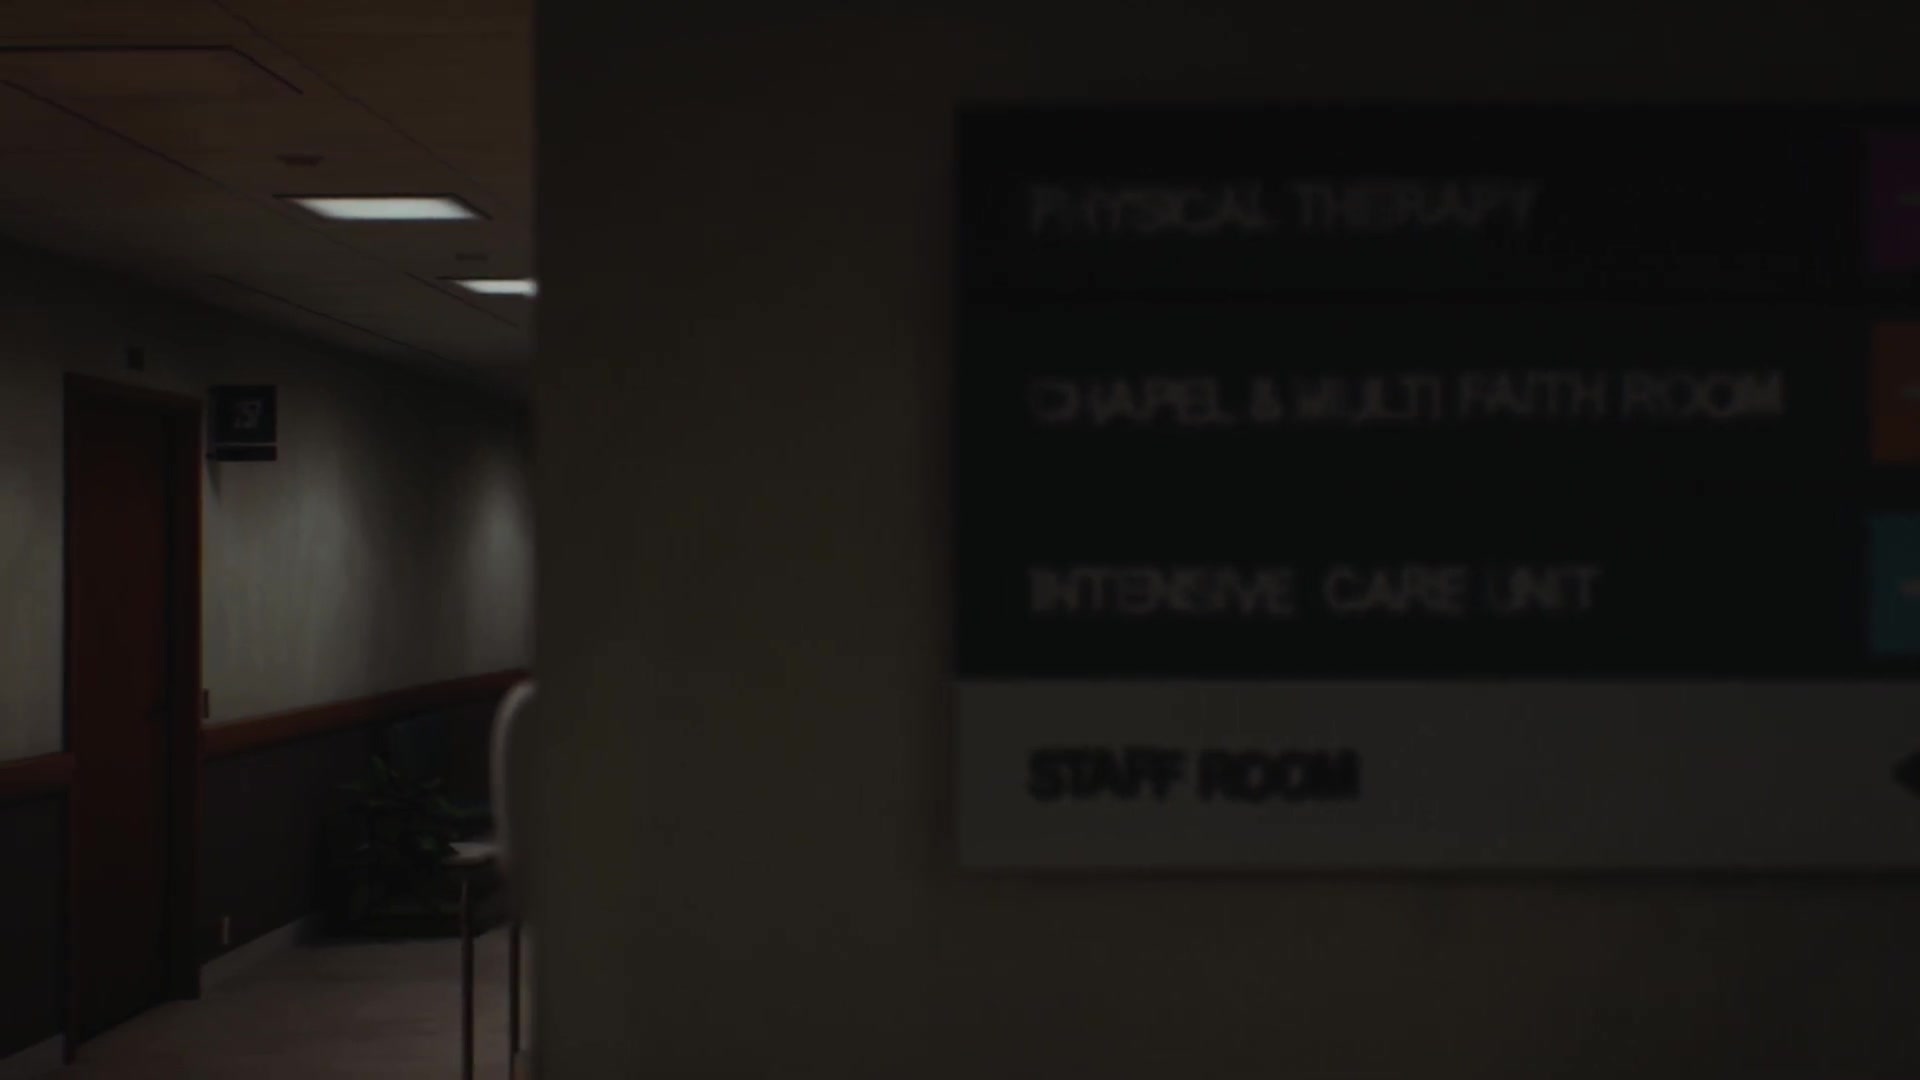 PHYSICAL THERAPY
CHAPEL & MULTI FAITH ROOM
INTENSIVE CARE UNIT
STAFF ROOM